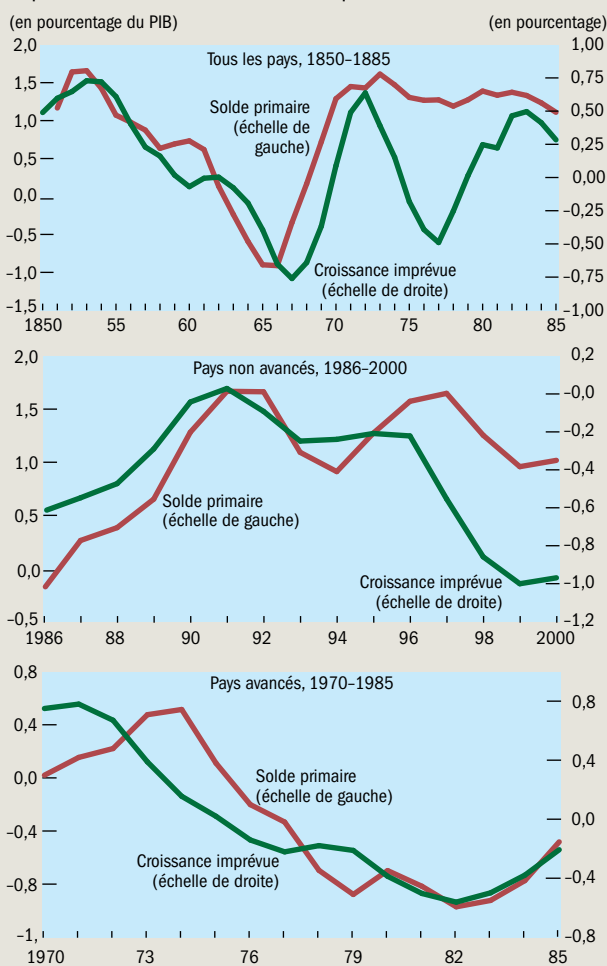 (en pourcentage du PIB) (en pourcentage)
Tous les pays, 1850–1885
2,0 1,5 1,0 0,5 0,0 –0,5 –1,0 –1,5
Solde primaire
(échelle de
gauche)
Croissance imprévue
(échelle de droite)
1,00 0,75 0,50 0,25 0,00 –0,25 –0,50 –0,75 –1,00
1850 55 60 65 70 75 80 85
Pays non avancés, 1986–2000
2,0 1,5 1,0 0,5 0,0 –0,5
Solde primaire
(échelle de gauche)
Croissance imprévue
(échelle de droite)
0,2 –0,0 –0,2 –0,4 –0,6 –0,8 –1,0 –1,2
1986 88 90 92 94 96 98 2000
Pays avancés, 1970–1985
0,8 0,4 0,0 –0,4 –0,8 –1,
Solde primaire
(échelle de gauche)
Croissance imprévue
(échelle de droite)
0,8 0,4 0,0 –0,4 –0,8
1970 73 76 79 82 85